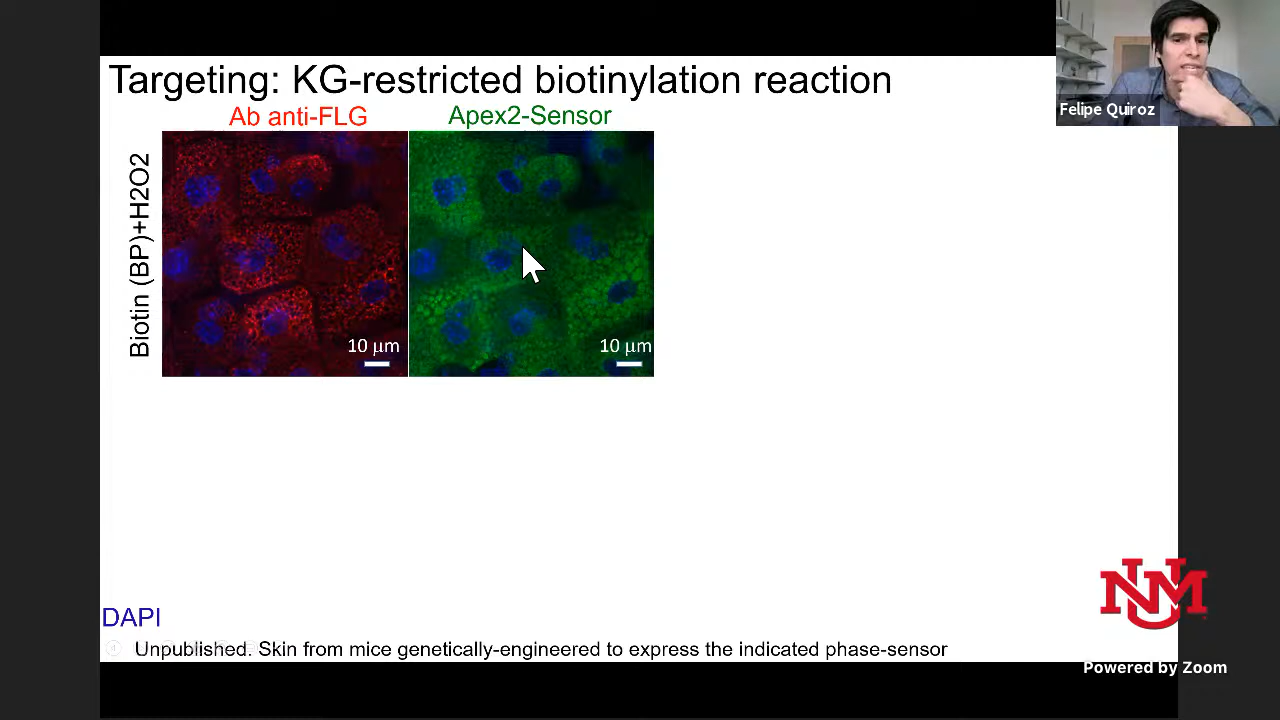 Targeting: KG-restricted biotinylation reaction
Ab anti-FLG
Apex2-Sensor
Biotin (BP)+H2O2
10 µm
10 µm
DAPI
Unpublished. Skin from mice genetically-engineered to express the indicated phase-sensor
Felipe Quiroz
UNM
Powered by Zoom